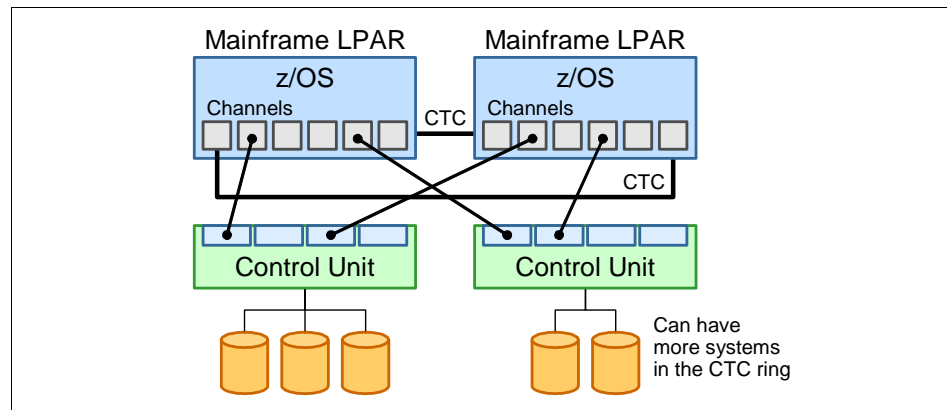 Mainframe LPAR
Mainframe LPAR
z/OS
z/OS
Channels
Channels
CTC
CTC
Control Unit
Control Unit
Can have
more systems
in the CTC ring